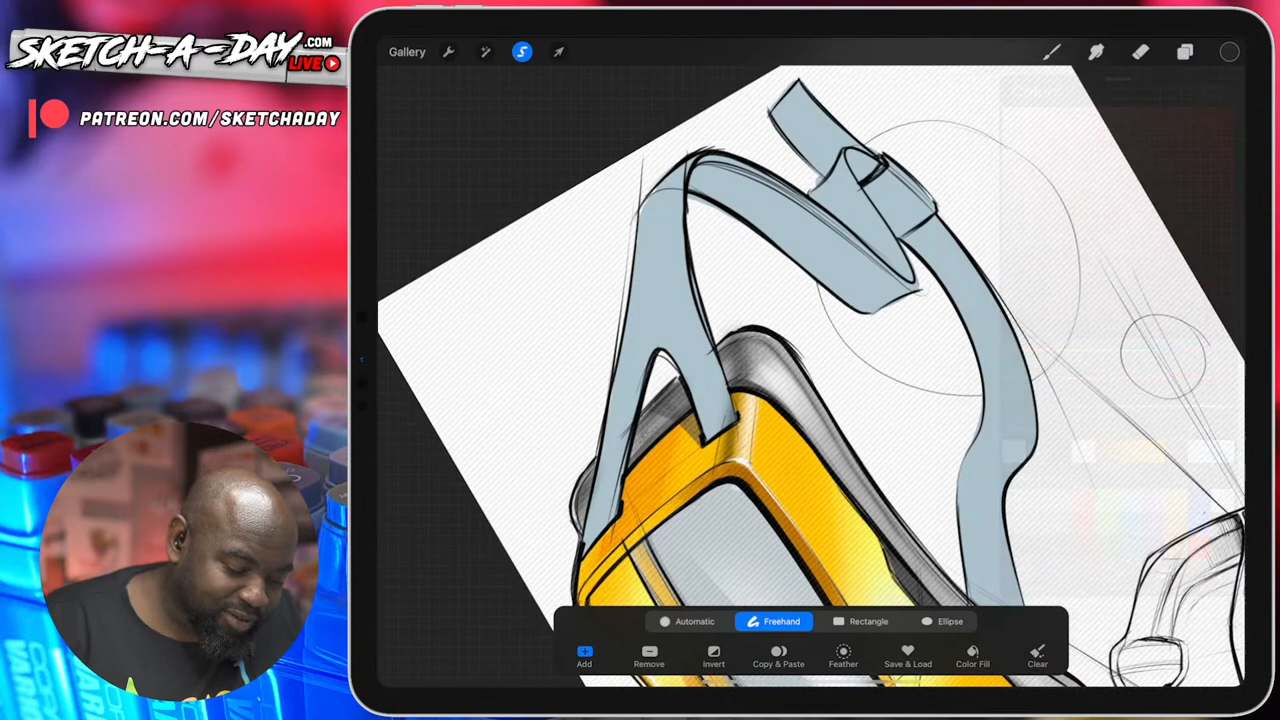 SKETCH-A-DAY.COM
LIVE
PATREON.COM/SKETCHADAY
Gallery
Automatic
Freehand
Rectangle
Ellipse
Add
Remove
Invert
Copy & Paste
Feather
Save & Load
Color Fill
Clear